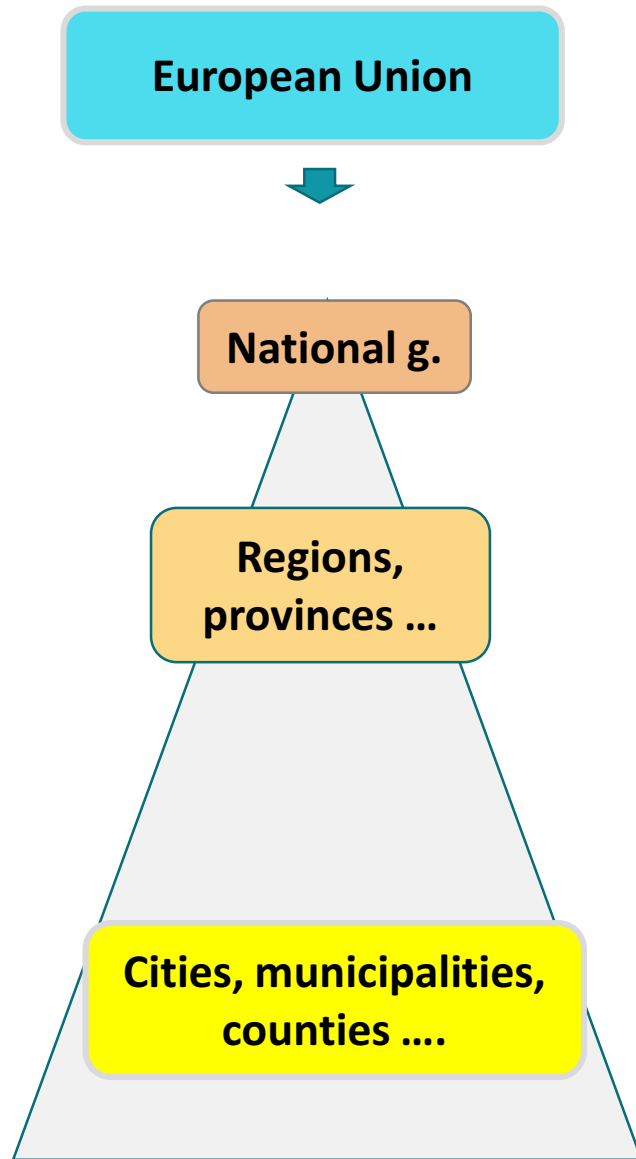 European Union
National g.
Regions,
provinces …
Cities, municipalities,
counties ….